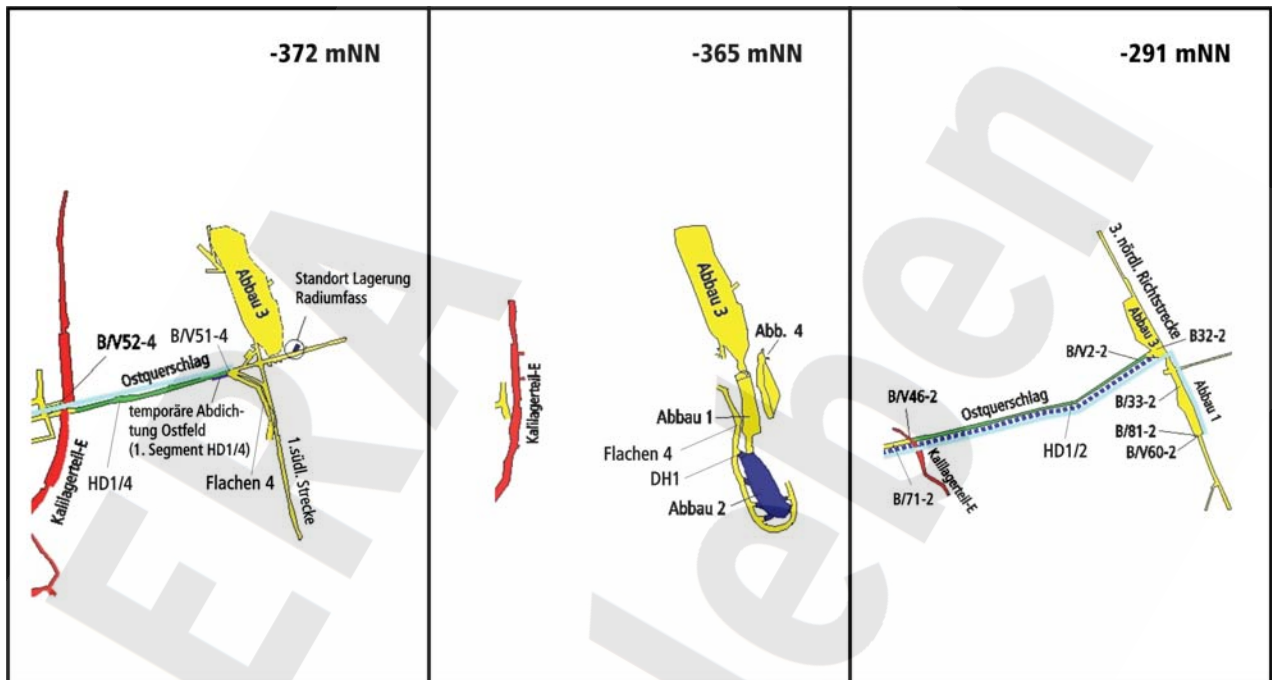 -372 mNN
Abbau 3
Standort Lagerung
Radiumfass
B/V51-4
B/V52-4
Ostquerschlag
temporäre Abdich-
tung Ostfeld
(1. Segment HD1/4)
HD1/4
Kalilagerteil-E
Flachen 4
1.südl. Strecke
-365 mNN
Abbau 3
Abb. 4
Kalilagerteil-E
Abbau 1
Flachen 4
DH1
Abbau 2
-291 mNN
3. nördl. Richtstrecke
Abbau 3
B32-2
B/V2-2
Abbau 1
B/33-2
B/V46-2
Ostquerschlag
B/81-2
HD1/2
B/V60-2
Kalilagerteil-E
B/71-2
ERA
leben